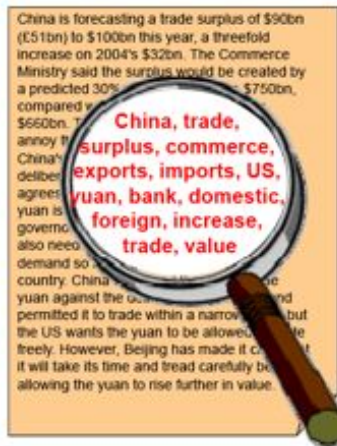 China is forecasting a trade surplus of $90bn
(£51bn) to $100bn this year, a threefold
increase on 2004's $32bn. The Commerce
Ministry said the surplus would be created by
a predicted 30% $750bn,
compared
$660bn.
annoy
China's
China, trade,
surplus, commerce,
exports, imports, US,
yuan, bank, domestic,
foreign, increase,
trade, value
agrees
yuan is
also need
demand so
country. China
yuan against the
permitted it to trade within a narrow but
the US wants the yuan to be allowed
freely. However, Beijing has made it
it will take its time and tread carefully
allowing the yuan to rise further in value.